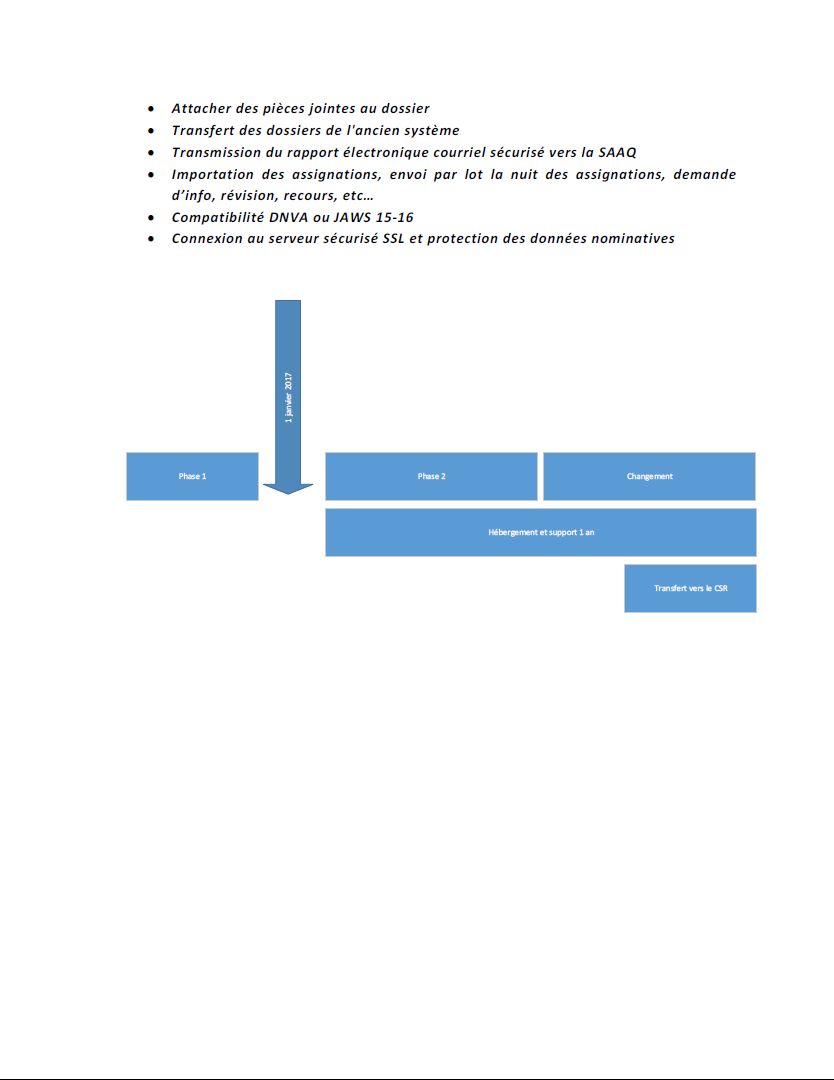 • Attacher des pièces jointes au dossier
• Transfert des dossiers de l'ancien système
• Transmission du rapport électronique courriel sécurisé vers la SAAQ
• Importation des assignations, envoi par lot la nuit des assignations, demande
d’info, révision, recours, etc…
• Compatibilité DNVA ou JAWS 15-16
• Connexion au serveur sécurisé SSL et protection des données nominatives
1 janvier 2017
Phase 1
Phase 2
Changement
Hébergement et support 1 an
Transfert vers le CSR